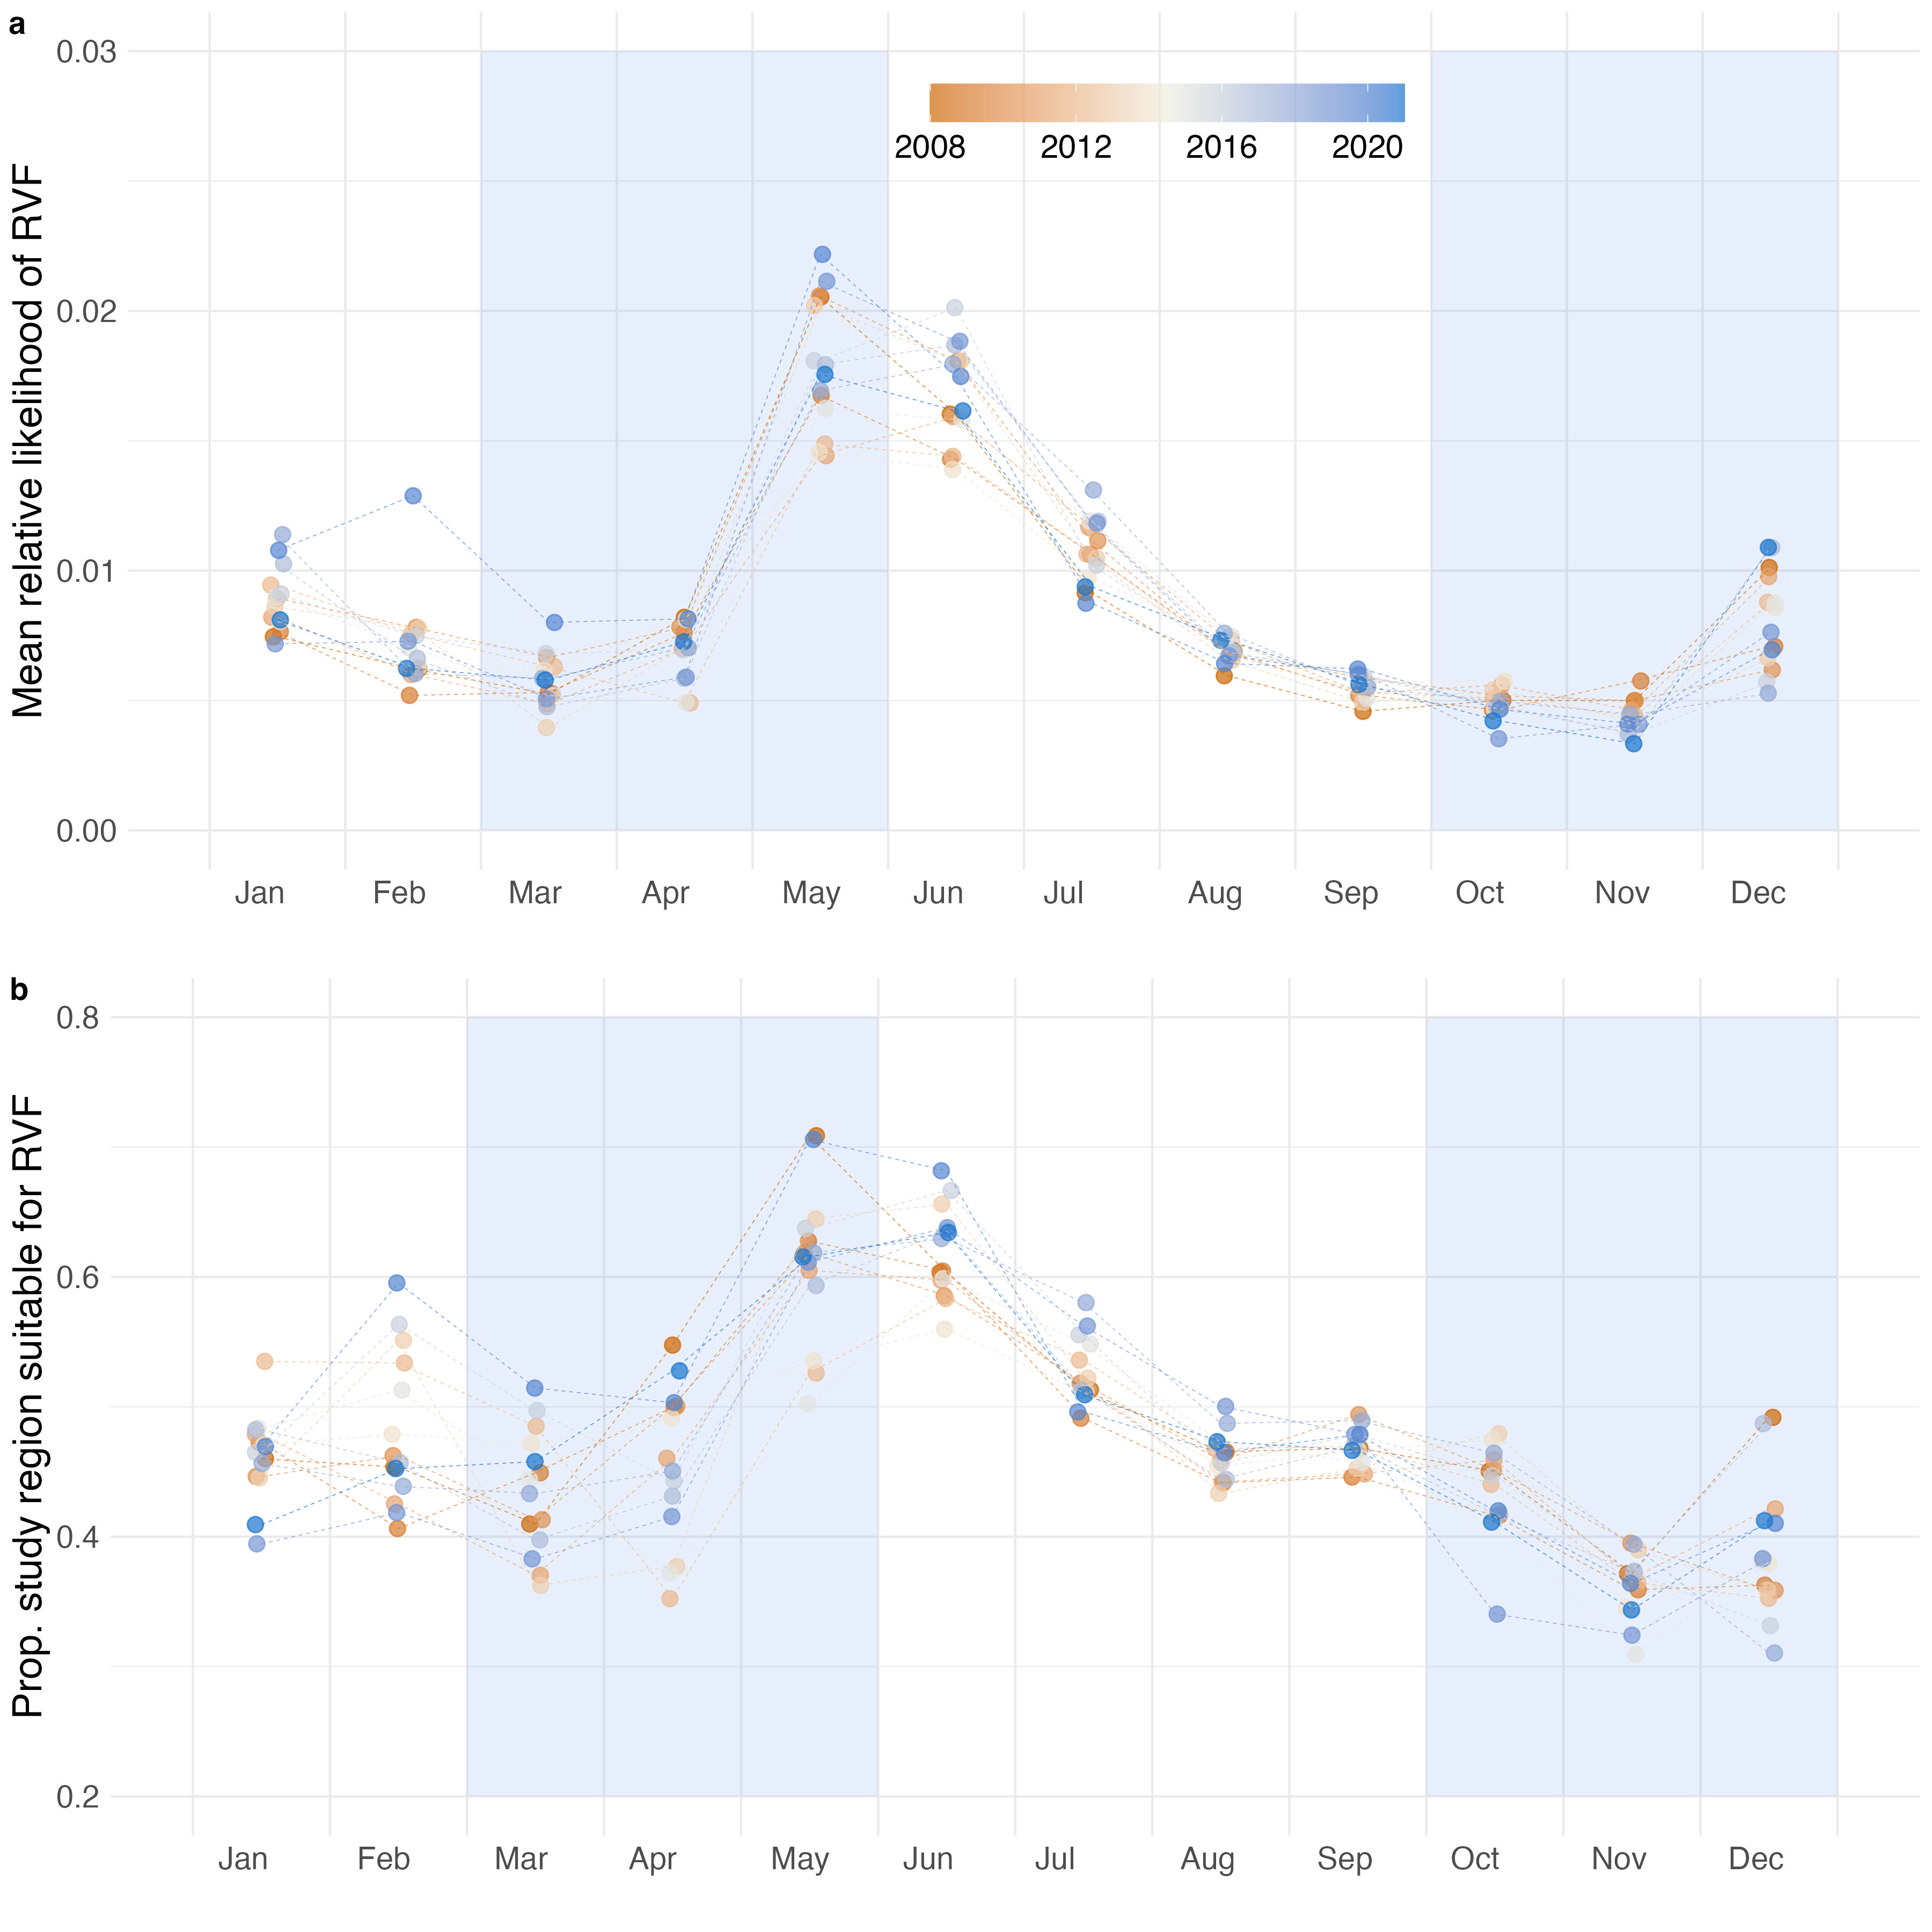 a
Mean relative likelihood of RVF
0.03
0.02
0.01
0.00
2008 2012 2016 2020
Jan Feb Mar Apr May Jun Jul Aug Sep Oct Nov Dec
b
Prop. study region suitable for RVF
0.8
0.6
0.4
0.2
Jan Feb Mar Apr May Jun Jul Aug Sep Oct Nov Dec